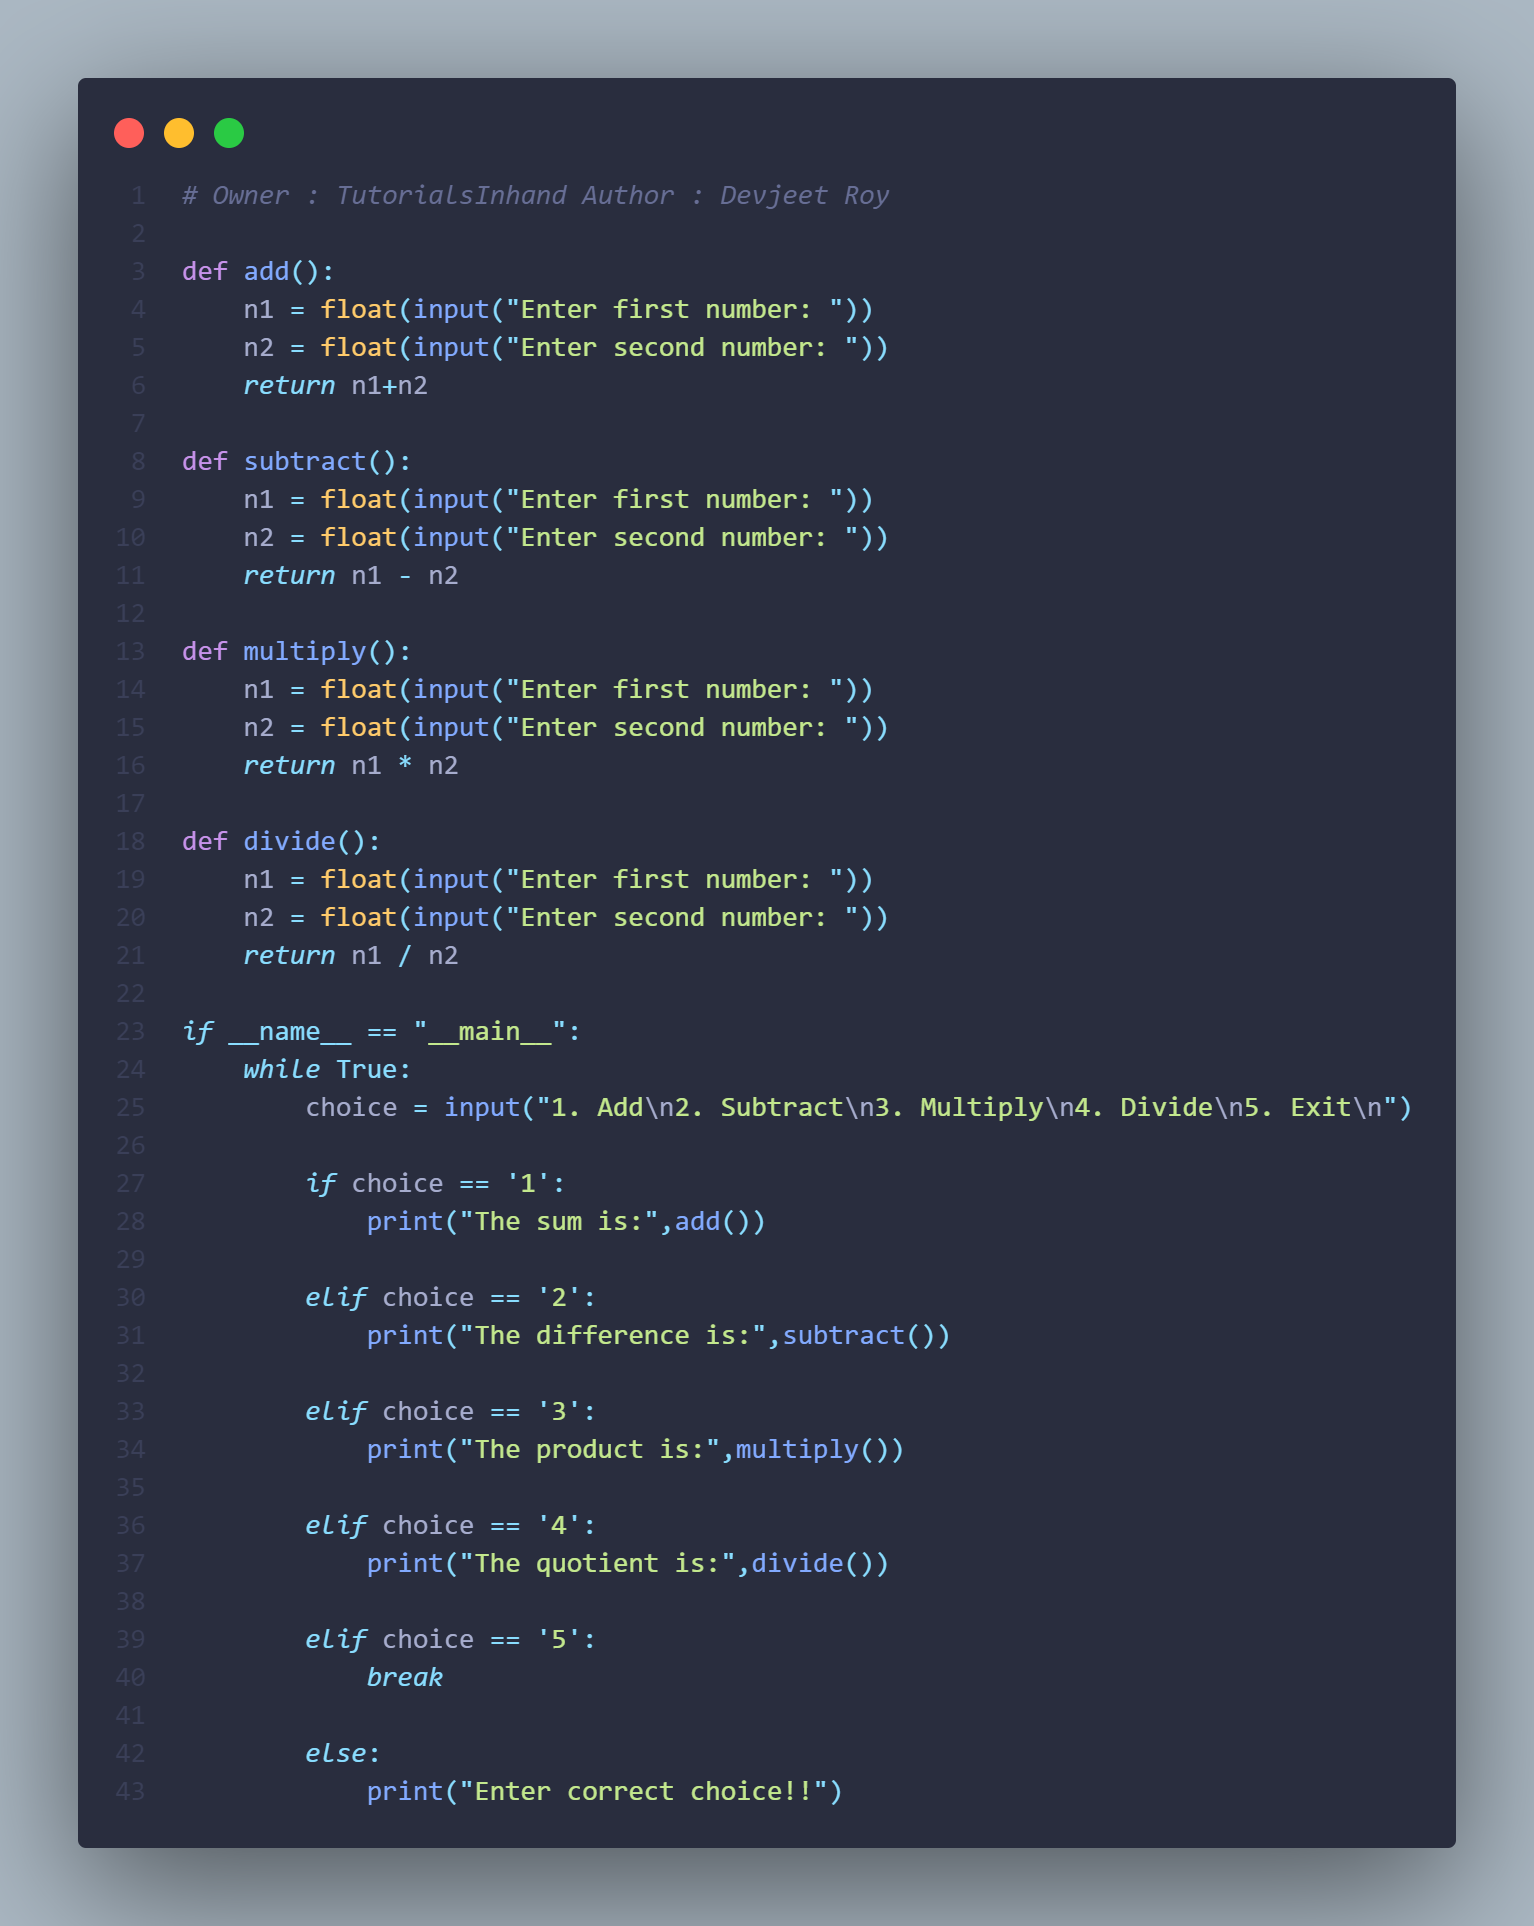 1 # Owner : TutorialsInhand Author : Devjeet Roy
2
3 def add():
4     n1 = float(input("Enter first number: "))
5     n2 = float(input("Enter second number: "))
6     return n1+n2
7
8 def subtract():
9     n1 = float(input("Enter first number: "))
10     n2 = float(input("Enter second number: "))
11     return n1 - n2
12
13 def multiply():
14     n1 = float(input("Enter first number: "))
15     n2 = float(input("Enter second number: "))
16     return n1 * n2
17
18 def divide():
19     n1 = float(input("Enter first number: "))
20     n2 = float(input("Enter second number: "))
21     return n1 / n2
22
23 if __name__ == "__main__":
24     while True:
25         choice = input("1. Add\n2. Subtract\n3. Multiply\n4. Divide\n5. Exit\n")
26
27         if choice == '1':
28             print("The sum is:",add())
29
30         elif choice == '2':
31             print("The difference is:",subtract())
32
33         elif choice == '3':
34             print("The product is:",multiply())
35
36         elif choice == '4':
37             print("The quotient is:",divide())
38
39         elif choice == '5':
40             break
41
42         else:
43             print("Enter correct choice!!")